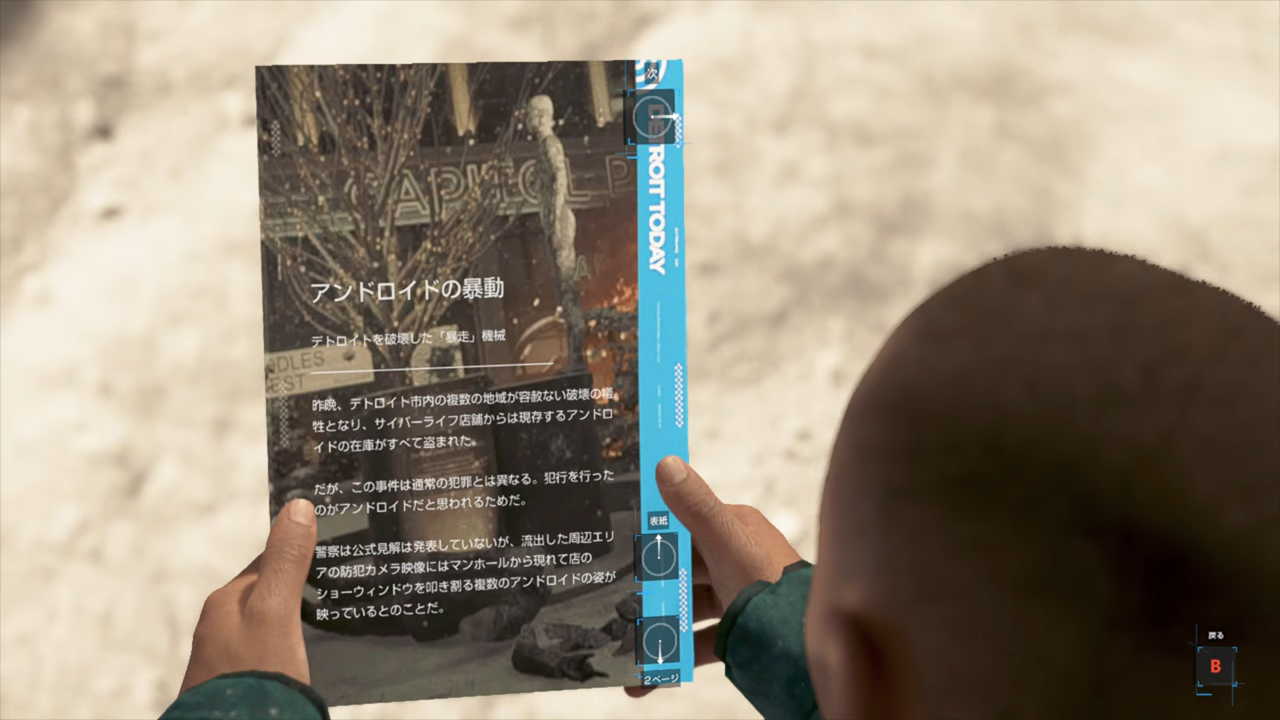 次
DETROIT TODAY
CAPITOL P
アンドロイドの暴動
デトロイトを破壊した「暴走」機械
昨晩、デトロイト市内の複数の地域が容赦ない破壊の犠
牲となり、サイバーライフ店舗からは現存するアンドロ
イドの在庫がすべて盗まれた。
だが、この事件は通常の犯罪とは異なる。犯行を行った
のがアンドロイドだと思われるためだ。
警察は公式見解は発表していないが、流出した周辺エリ
アの防犯カメラ映像にはマンホールから現れて店の
ショーウィンドウを叩き割る複数のアンドロイドの姿が
映っているとのことだ。
表紙
2ページ
戻る
B